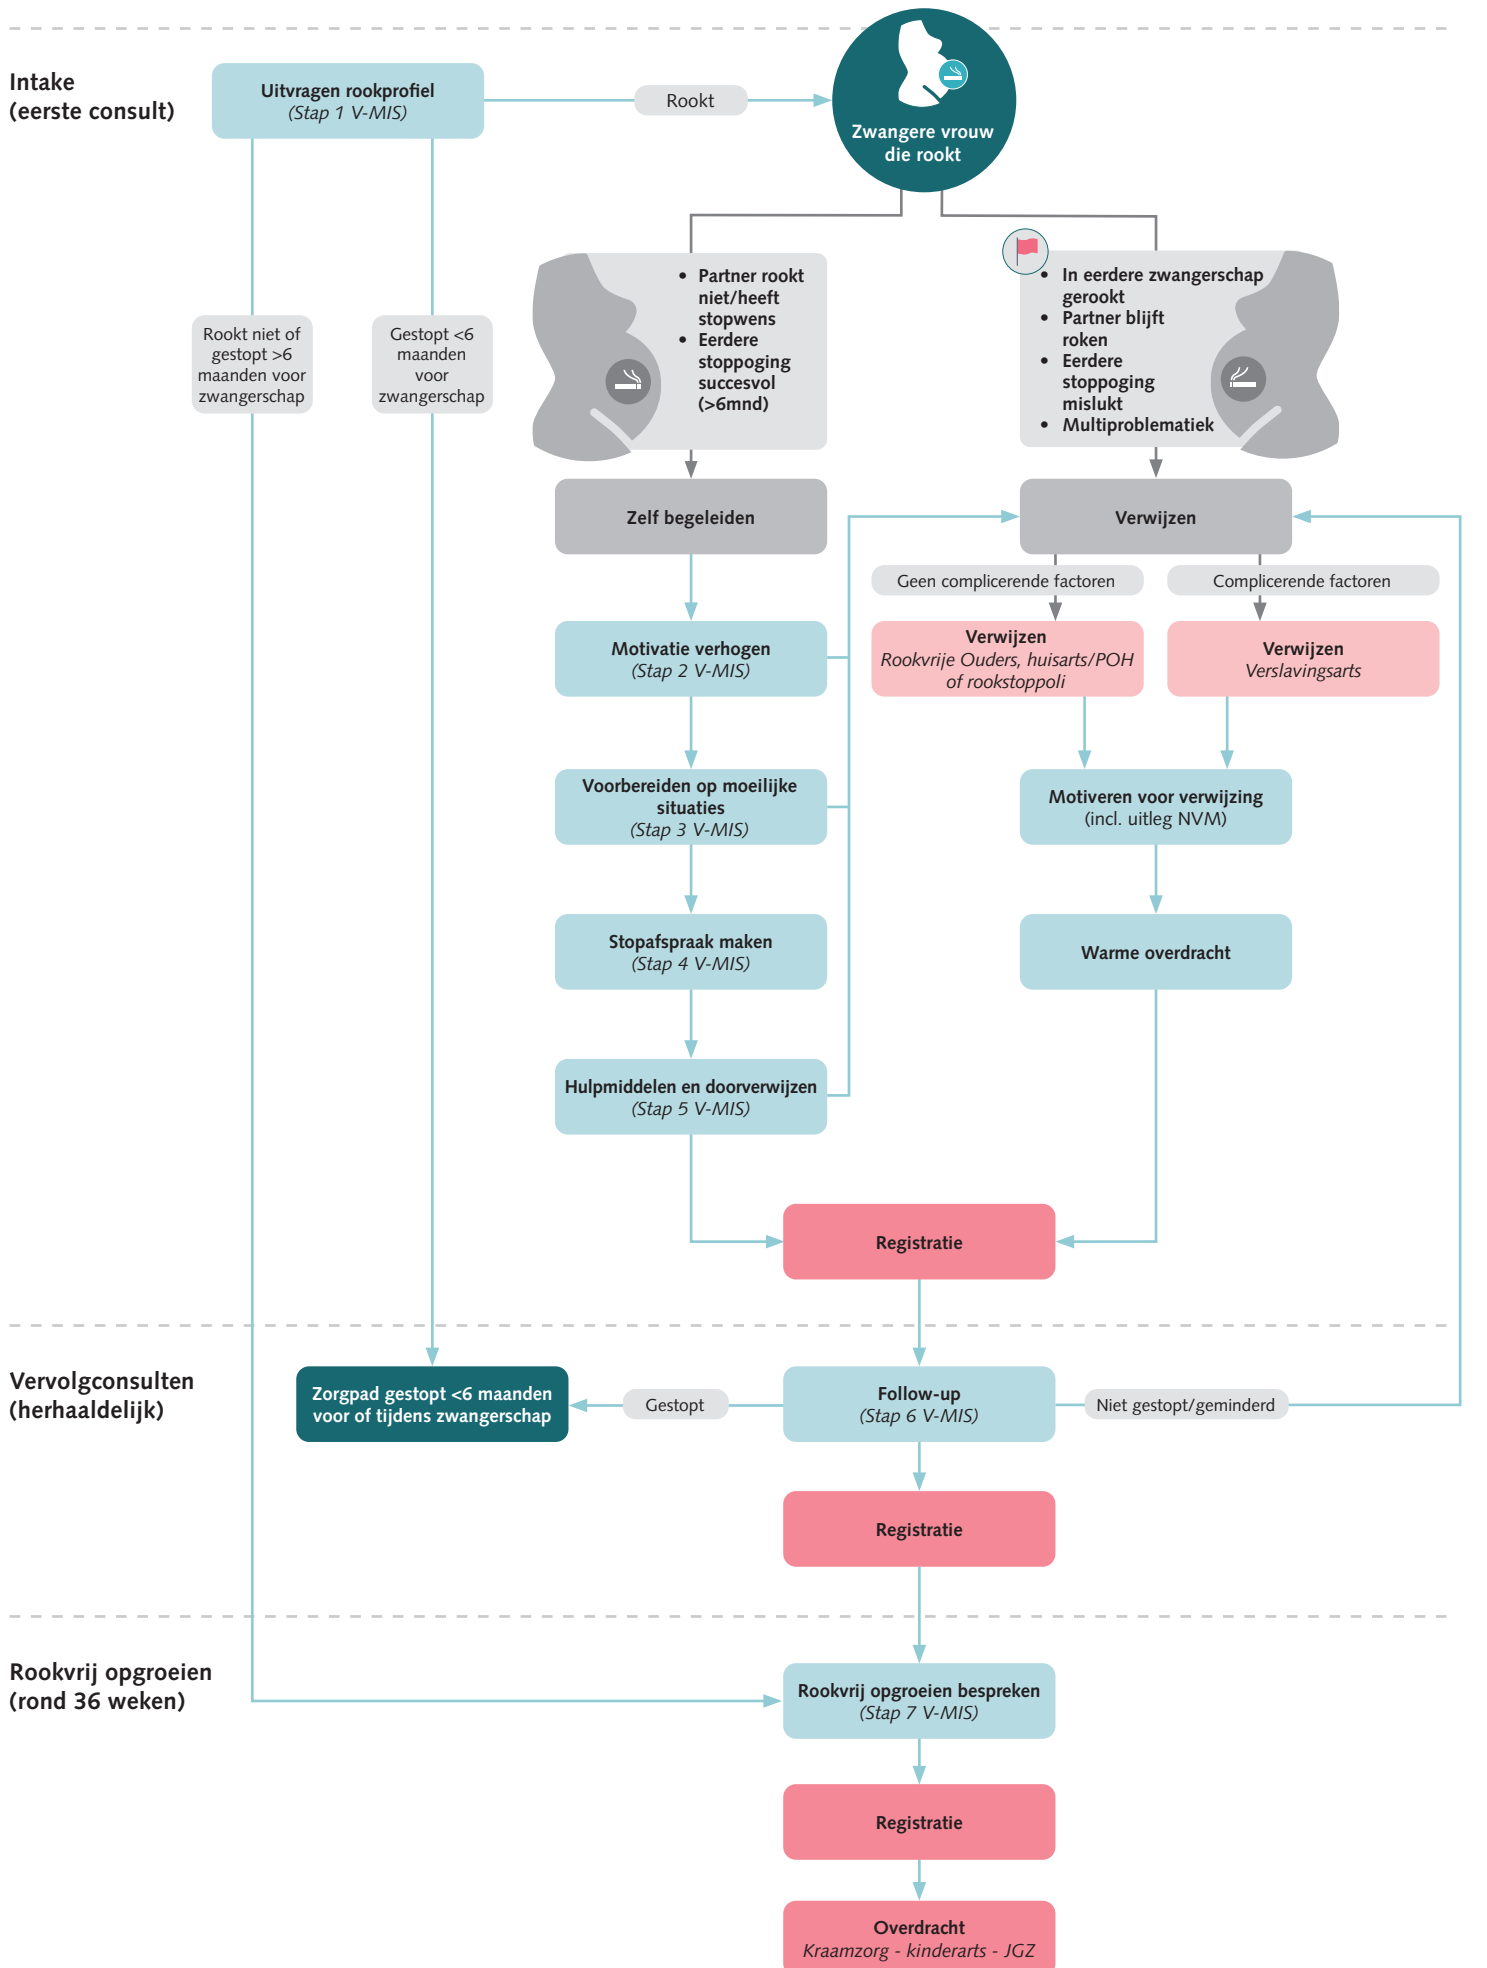 Intake
(eerste consult)
Uitvragen rookprofiel
(Stap 1 V-MIS)
Rookt
Zwangere vrouw
die rookt
Rookt niet of
gestopt >6
maanden voor
zwangerschap
Gestopt <6
maanden
voor
zwangerschap
• Partner rookt
niet/heeft
stopwens
• Eerdere
stoppoging
succesvol
(>6mnd)
• In eerdere zwangerschap
gerookt
• Partner blijft
roken
• Eerdere
stoppoging
mislukt
• Multiproblematiek
Zelf begeleiden
Verwijzen
Geen complicerende factoren
Complicerende factoren
Motivatie verhogen
(Stap 2 V-MIS)
Verwijzen
Rookvrije Ouders, huisarts/POH
of rookstoppoli
Verwijzen
Verslavingsarts
Voorbereiden op moeilijke
situaties
(Stap 3 V-MIS)
Motiveren voor verwijzing
(incl. uitleg NVM)
Stopafspraak maken
(Stap 4 V-MIS)
Warme overdracht
Hulpmiddelen en doorverwijzen
(Stap 5 V-MIS)
Registratie
Vervolgconsulten
(herhaaldelijk)
Zorgpad gestopt <6 maanden
voor of tijdens zwangerschap
Gestopt
Follow-up
(Stap 6 V-MIS)
Niet gestopt/geminderd
Registratie
Rookvrij opgroeien
(rond 36 weken)
Rookvrij opgroeien bespreken
(Stap 7 V-MIS)
Registratie
Overdracht
Kraamzorg - kinderarts - JGZ